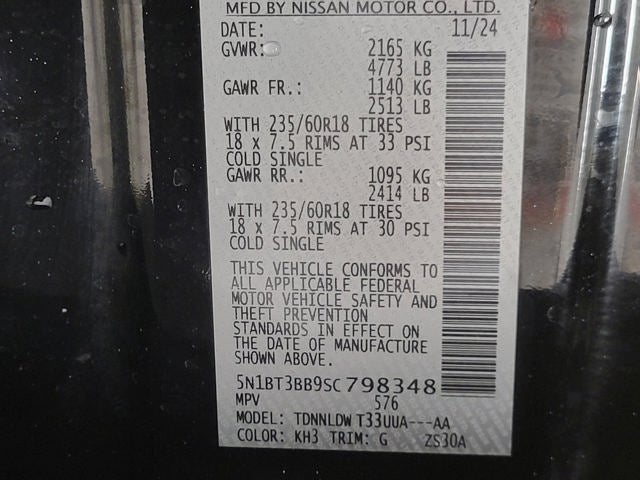 MFD BY NISSAN MOTOR CO., LTD.
DATE: 11/24
GVWR: 2165 KG
4773 LB
GAWR FR.: 1140 KG
2513 LB
WITH 235/60R18 TIRES
18 x 7.5 RIMS AT 33 PSI
COLD SINGLE
GAWR RR.: 1095 KG
2414 LB
WITH 235/60R18 TIRES
18 x 7.5 RIMS AT 30 PSI
COLD SINGLE
THIS VEHICLE CONFORMS TO
ALL APPLICABLE FEDERAL
MOTOR VEHICLE SAFETY AND
THEFT PREVENTION
STANDARDS IN EFFECT ON
THE DATE OF MANUFACTURE
SHOWN ABOVE.
5N1BT3BB9SC798348
MPV 576
MODEL: TDNNLDW T33UUA---AA
COLOR: KH3 TRIM: G ZS30A